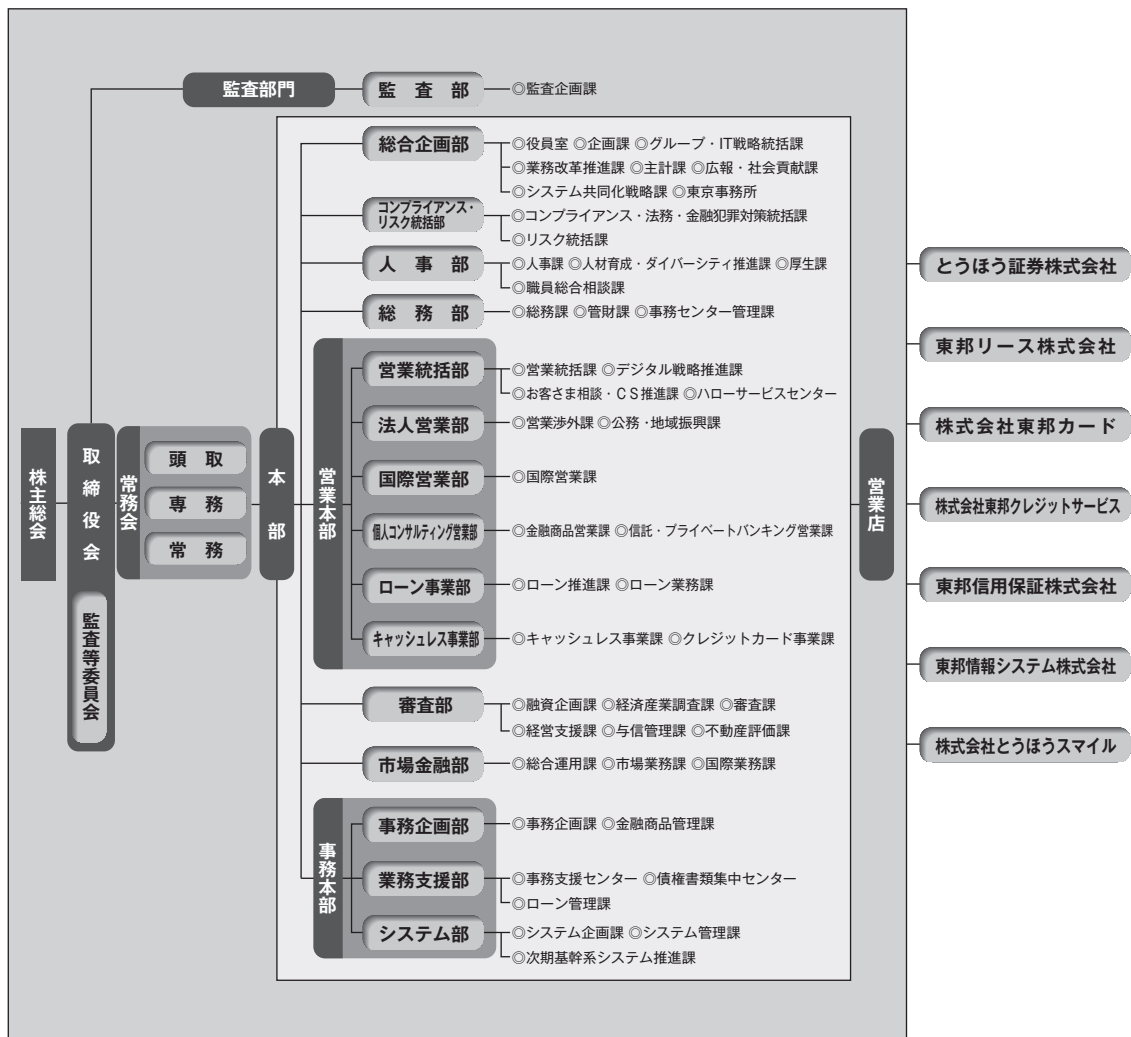 監査部門
監査部
◎監査企画課
総合企画部
◎役員室 ◎企画課 ◎グループ・IT戦略統括課
◎業務改革推進課 ◎主計課 ◎広報・社会貢献課
◎システム共同化戦略課 ◎東京事務所
コンプライアンス・
リスク統括部
◎コンプライアンス・法務・金融犯罪対策統括課
◎リスク統括課
人事部
◎人事課 ◎人材育成・ダイバーシティ推進課 ◎厚生課
◎職員総合相談課
総務部
◎総務課 ◎管財課 ◎事務センター管理課
株主総会
取締役会
監査等委員会
常務会
頭取
専務
常務
本部
営業本部
営業統括部
◎営業統括課 ◎デジタル戦略推進課
◎お客さま相談・CS推進課 ◎ハローサービスセンター
法人営業部
◎営業渉外課 ◎公務・地域振興課
国際営業部
◎国際営業課
個人コンサルティング営業部
◎金融商品営業課 ◎信託・プライベートバンキング営業課
ローン事業部
◎ローン推進課 ◎ローン業務課
キャッシュレス事業部
◎キャッシュレス事業課 ◎クレジットカード事業課
審査部
◎融資企画課 ◎経済産業調査課 ◎審査課
◎経営支援課 ◎与信管理課 ◎不動産評価課
市場金融部
◎総合運用課 ◎市場業務課 ◎国際業務課
事務本部
事務企画部
◎事務企画課 ◎金融商品管理課
業務支援部
◎事務支援センター ◎債権書類集中センター
◎ローン管理課
システム部
◎システム企画課 ◎システム管理課
◎次期基幹系システム推進課
営業店
とうほう証券株式会社
東邦リース株式会社
株式会社東邦カード
株式会社東邦クレジットサービス
東邦信用保証株式会社
東邦情報システム株式会社
株式会社とうほうスマイル